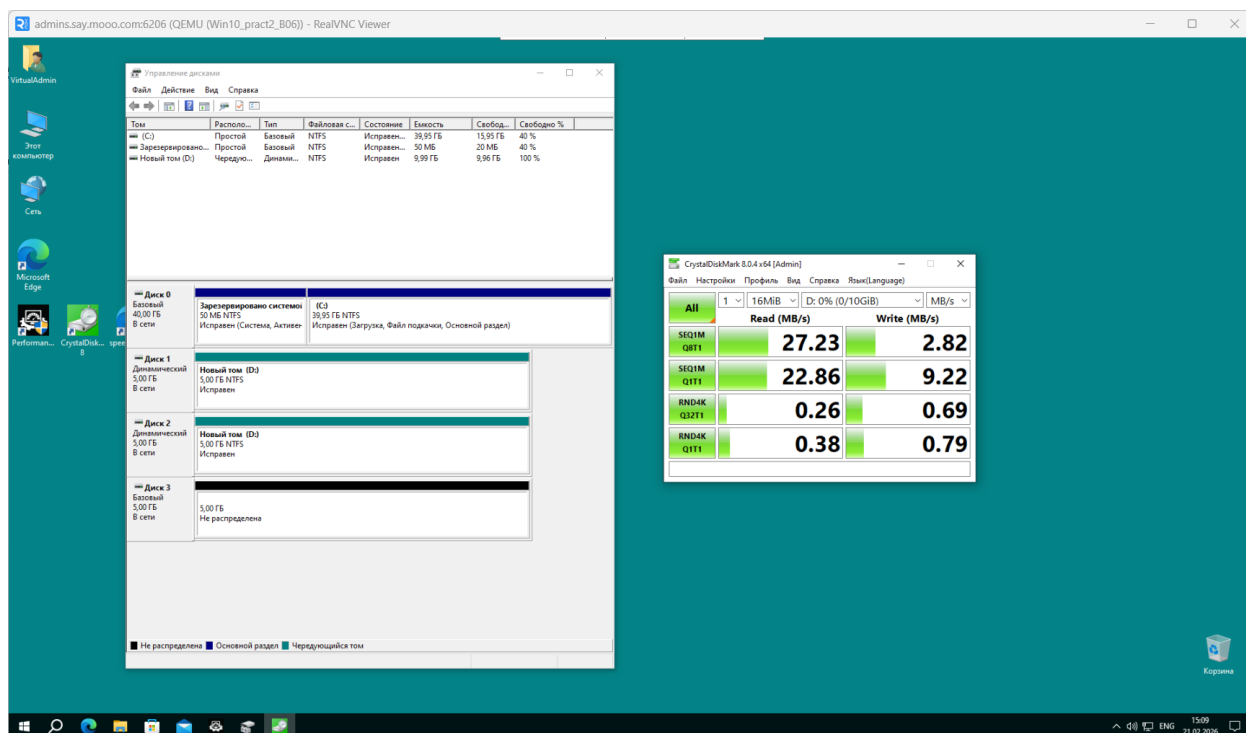 admins.say.mooo.com:6206 (QEMU (Win10_pract2_B06)) - RealVNC Viewer
VirtualAdmin
Этот
компьютер
Сеть
Microsoft
Edge
Performan...
CrystalDisk...
8
spee
Управление дисками
Файл Действие Вид Справка
Том Располо... Тип Файловая с... Состояние Емкость Свобод... Свободно %
(C:) Простой Базовый NTFS Исправен... 39,95 ГБ 15,95 ГБ 40 %
Зарезервировано... Простой Базовый NTFS Исправен... 50 МБ 20 МБ 40 %
Новый том (D:) Чередую... Динами... NTFS Исправен 9,99 ГБ 9,96 ГБ 100 %
Диск 0
Базовый
40,00 ГБ
В сети
Зарезервировано системой
50 МБ NTFS
Исправен (Система, Активен
(C:)
39,95 ГБ NTFS
Исправен (Загрузка, Файл подкачки, Основной раздел)
Диск 1
Динамический
5,00 ГБ
В сети
Новый том (D:)
5,00 ГБ NTFS
Исправен
Диск 2
Динамический
5,00 ГБ
В сети
Новый том (D:)
5,00 ГБ NTFS
Исправен
Диск 3
Базовый
5,00 ГБ
В сети
5,00 ГБ
Не распределена
Не распределена Основной раздел Чередующийся том
CrystalDiskMark 8.0.4 x64 [Admin]
Файл Настройки Профиль Вид Справка Язык(Language)
All 1 16MiB D: 0% (0/10GiB) MB/s
Read (MB/s) Write (MB/s)
SEQ1M
Q8T1
27.23 2.82
SEQ1M
Q1T1
22.86 9.22
RND4K
Q32T1
0.26 0.69
RND4K
Q1T1
0.38 0.79
Корзина
ENG
15:09
21.02.2026